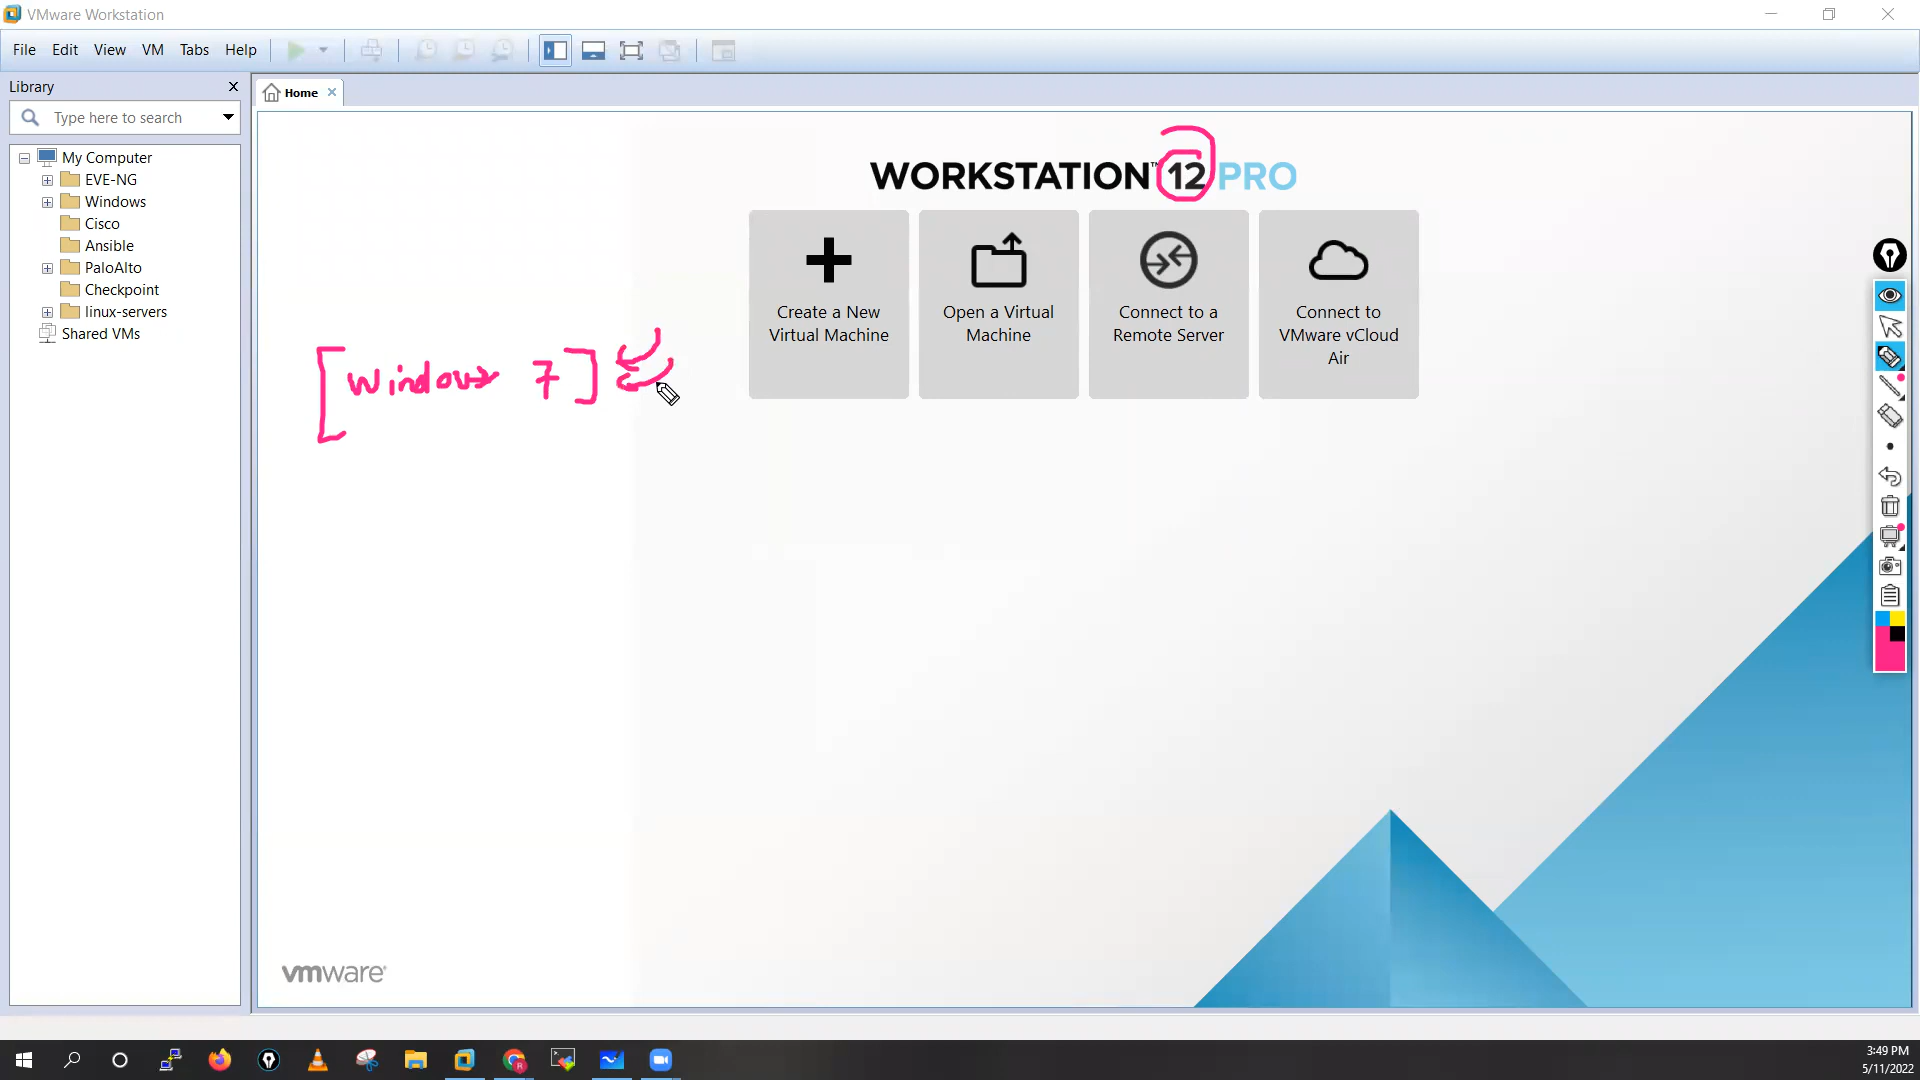 VMware Workstation
File Edit View VM Tabs Help
Library
Type here to search
My Computer
EVE-NG
Windows
Cisco
Ansible
PaloAlto
Checkpoint
linux-servers
Shared VMs
Home
WORKSTATION™ 12 PRO
Create a New
Virtual Machine
Open a Virtual
Machine
Connect to a
Remote Server
Connect to
VMware vCloud
Air
[Windows 7]
vmware®
3:49 PM
5/11/2022